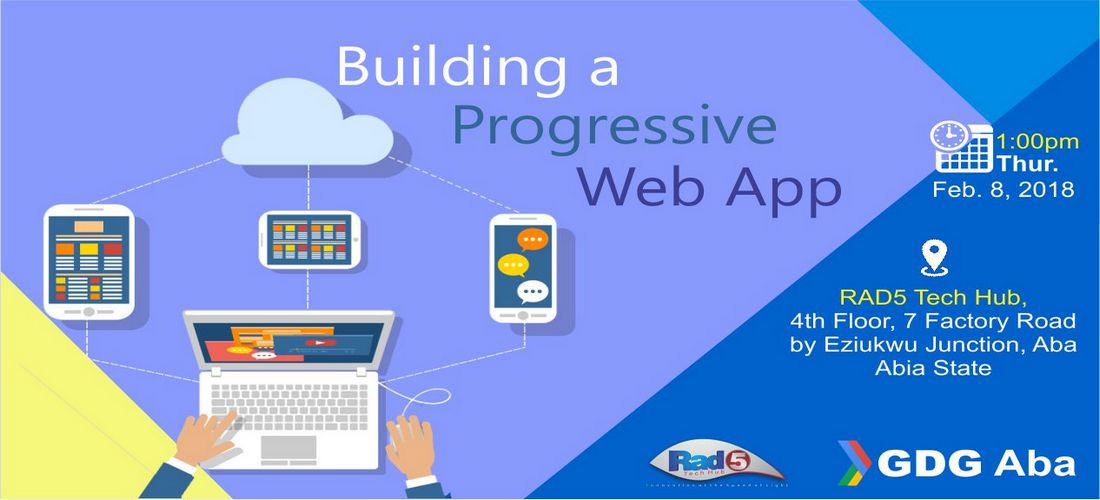 Building a
Progressive
Web App
1:00pm
Thur.
Feb. 8, 2018
RAD5 Tech Hub,
4th Floor, 7 Factory Road
by Eziukwu Junction, Aba
Abia State
Rad5
Tech Hub
GDG Aba